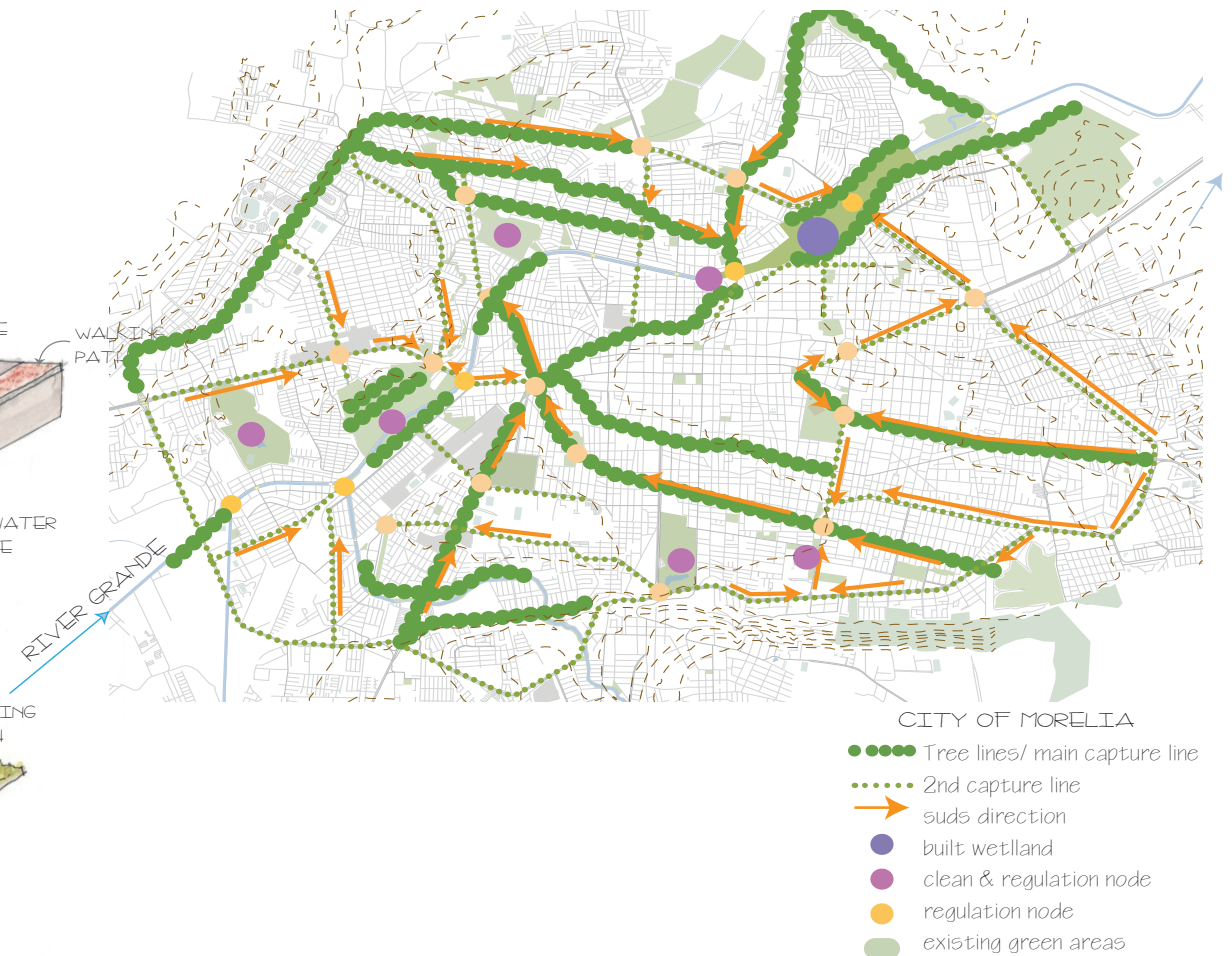 WALKING
PATH
RIVER GRANDE
CITY OF MORELIA
Tree lines/ main capture line
2nd capture line
suds direction
built wetlland
clean & regulation node
regulation node
existing green areas